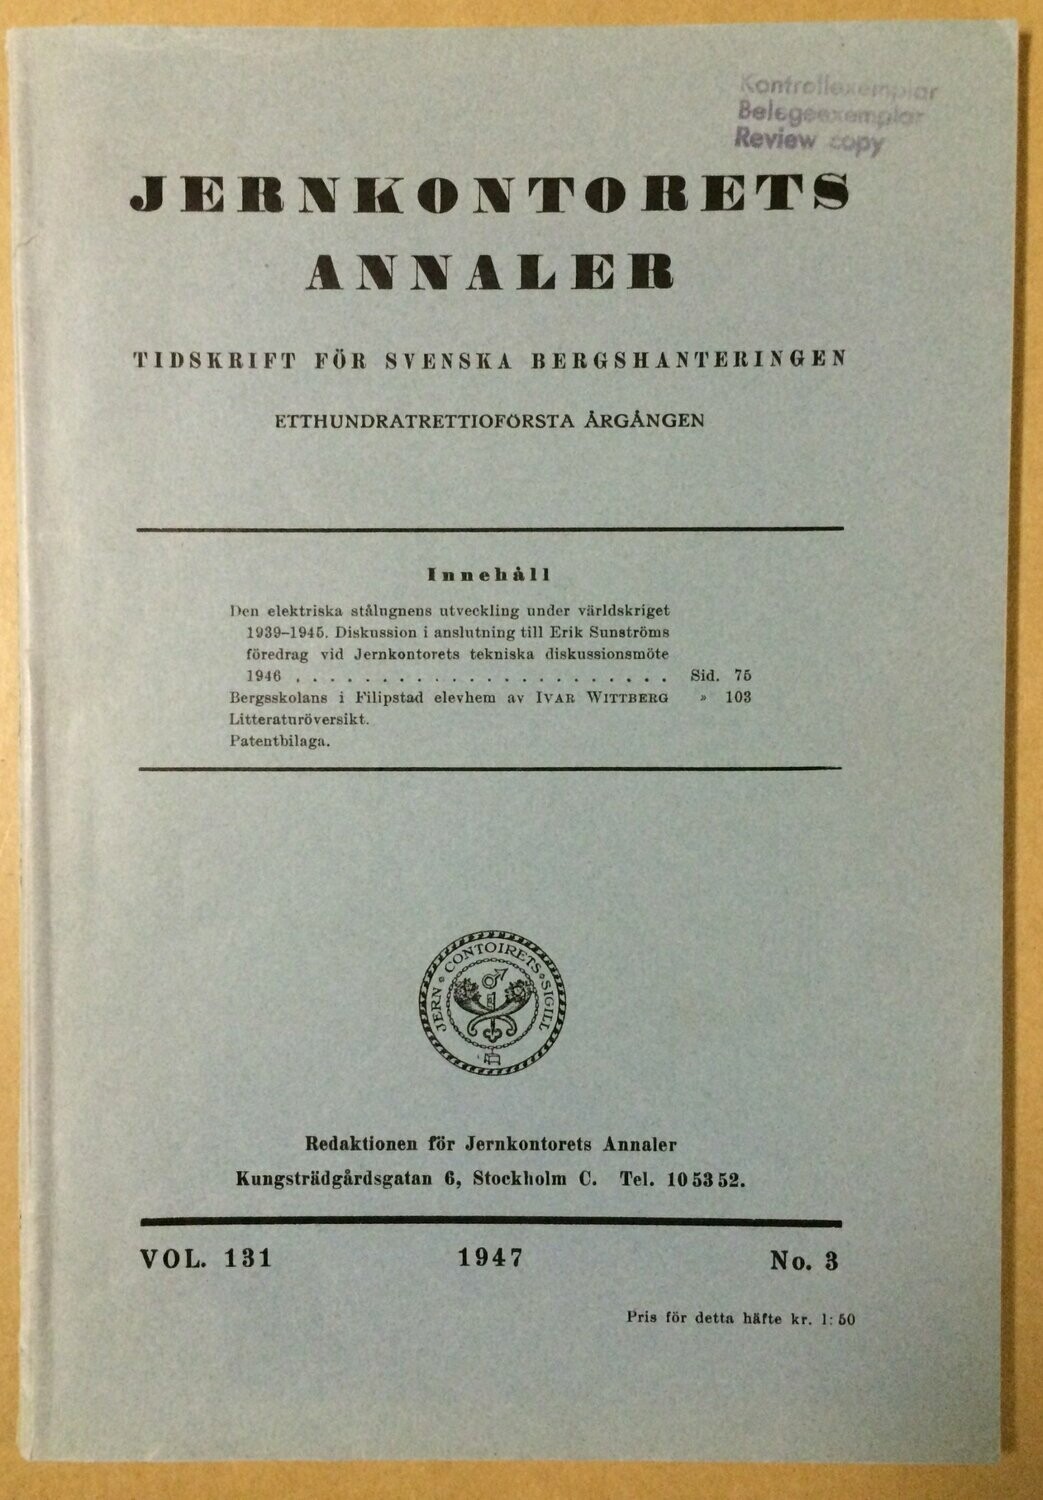 Kontrollexemplar
Belegexemplar
Review copy
JERNKONTORETS
ANNALER
TIDSKRIFT FÖR SVENSKA BERGSHANTERINGEN
ETTHUNDRATRETTIOFÖRSTA ÅRGÅNGEN
Innehåll
Den elektriska stålugnens utveckling under världskriget
1939–1945. Diskussion i anslutning till Erik Sunströms
föredrag vid Jernkontorets tekniska diskussionsmöte
1946 . . . . . . . . . . . . . . . . . . . . . . Sid. 75
Bergsskolans i Filipstad elevhem av IVAR WITTBERG » 103
Litteraturöversikt.
Patentbilaga.
JERN CONTOIRETS SIGILL
Redaktionen för Jernkontorets Annaler
Kungsträdgårdsgatan 6, Stockholm C. Tel. 10 53 52.
VOL. 131 1947 No. 3
Pris för detta häfte kr. 1:50